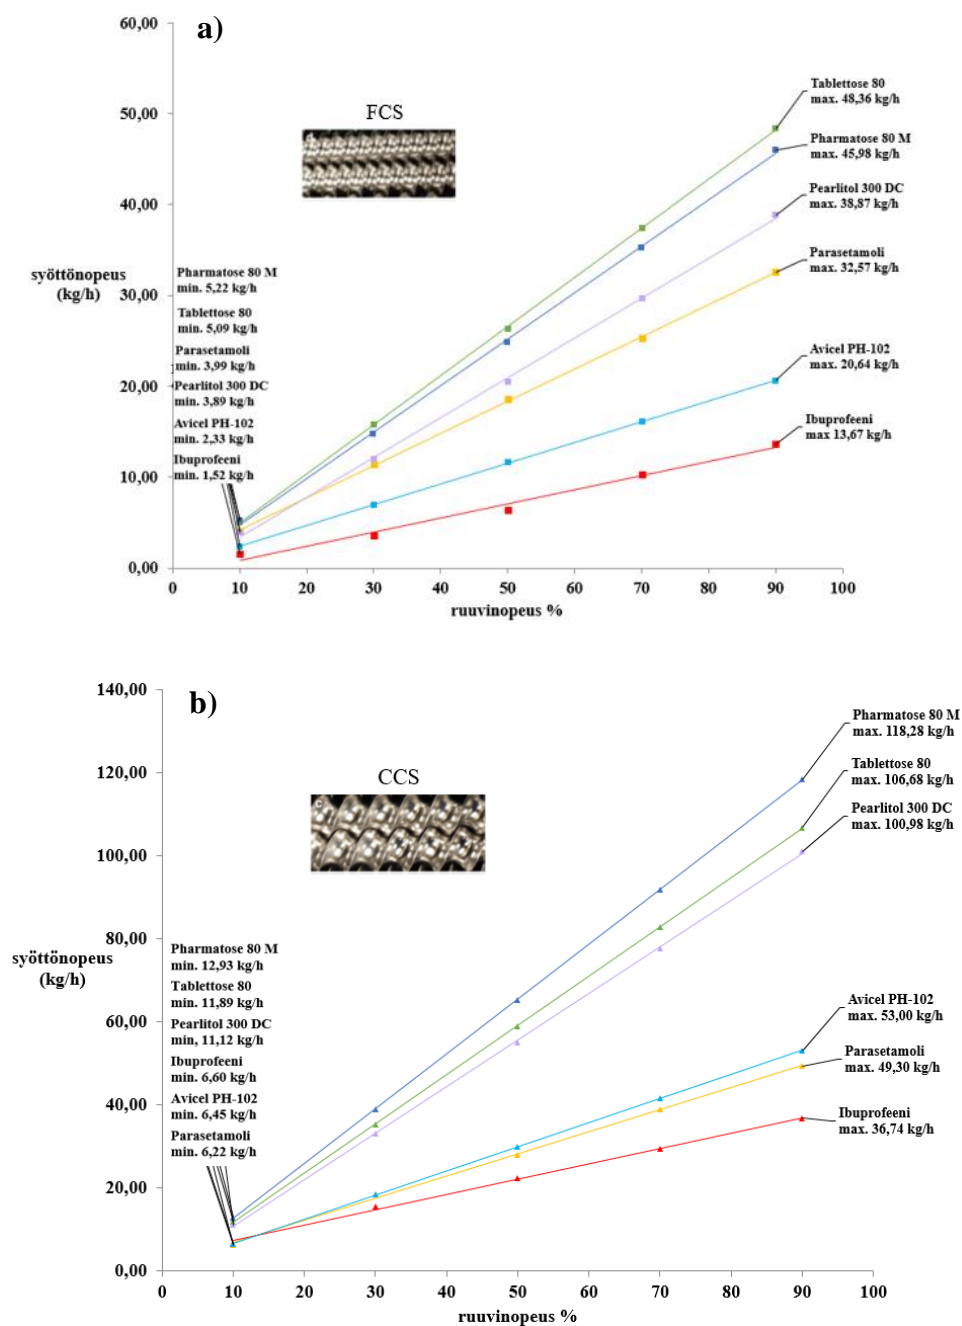 a)
60,00
50,00
40,00
30,00
20,00
10,00
0,00
syöttönopeus
(kg/h)
FCS
Pharmatose 80 M
min. 5,22 kg/h
Tablettose 80
min. 5,09 kg/h
Parasetamoli
min. 3,99 kg/h
Pearlitol 300 DC
min. 3,89 kg/h
Avicel PH-102
min. 2,33 kg/h
Ibuprofeeni
min. 1,52 kg/h
Tablettose 80
max. 48,36 kg/h
Pharmatose 80 M
max. 45,98 kg/h
Pearlitol 300 DC
max. 38,87 kg/h
Parasetamoli
max. 32,57 kg/h
Avicel PH-102
max. 20,64 kg/h
Ibuprofeeni
max 13,67 kg/h
0 10 20 30 40 50 60 70 80 90 100
ruuvinopeus %
b)
140,00
120,00
100,00
80,00
60,00
40,00
20,00
0,00
syöttönopeus
(kg/h)
CCS
c
Pharmatose 80 M
min. 12,93 kg/h
Tablettose 80
min. 11,89 kg/h
Pearlitol 300 DC
min, 11,12 kg/h
Ibuprofeeni
min. 6,60 kg/h
Avicel PH-102
min. 6,45 kg/h
Parasetamoli
min. 6,22 kg/h
Pharmatose 80 M
max. 118,28 kg/h
Tablettose 80
max. 106,68 kg/h
Pearlitol 300 DC
max. 100,98 kg/h
Avicel PH-102
max. 53,00 kg/h
Parasetamoli
max. 49,30 kg/h
Ibuprofeeni
max. 36,74 kg/h
0 10 20 30 40 50 60 70 80 90 100
ruuvinopeus %